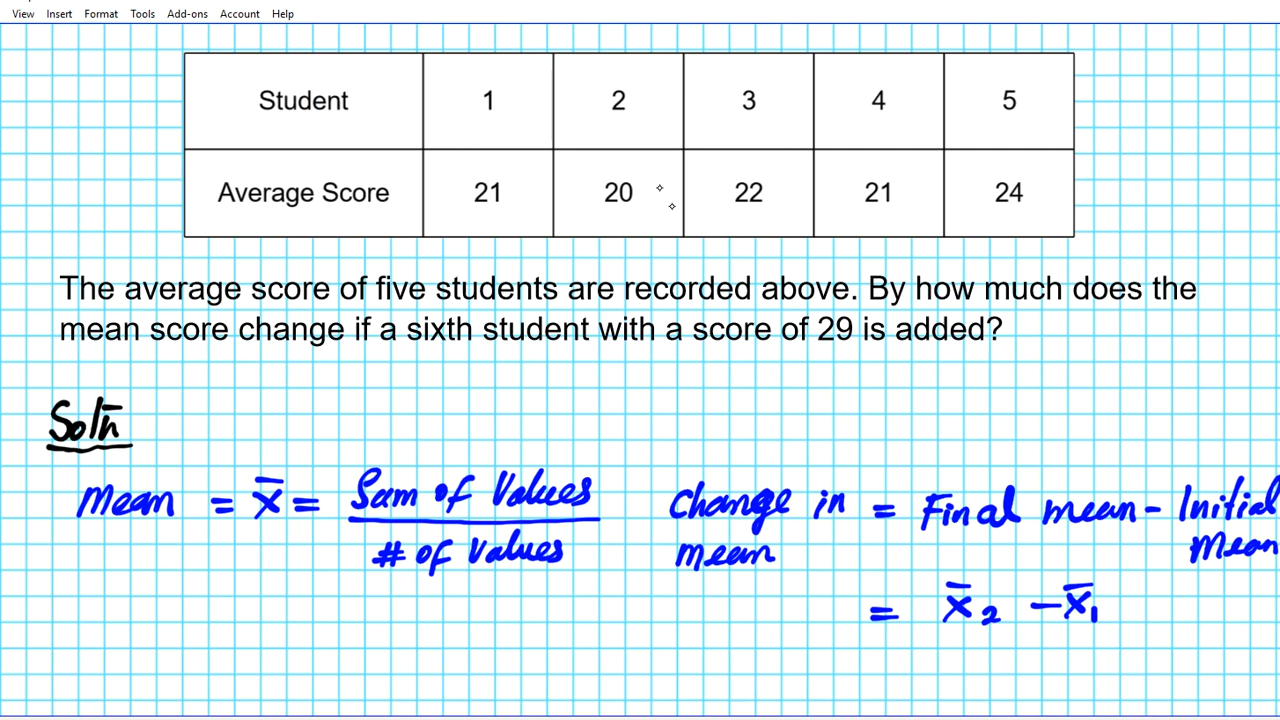 View Insert Format Tools Add-ons Account Help
Student 1 2 3 4 5
Average Score 21 20 22 21 24
The average score of five students are recorded above. By how much does the
mean score change if a sixth student with a score of 29 is added?
Soln̄
Mean = x̄ = Sum of Values / # of Values
Change in mean = Final mean - Initial Mean
= x̄₂ - x̄₁